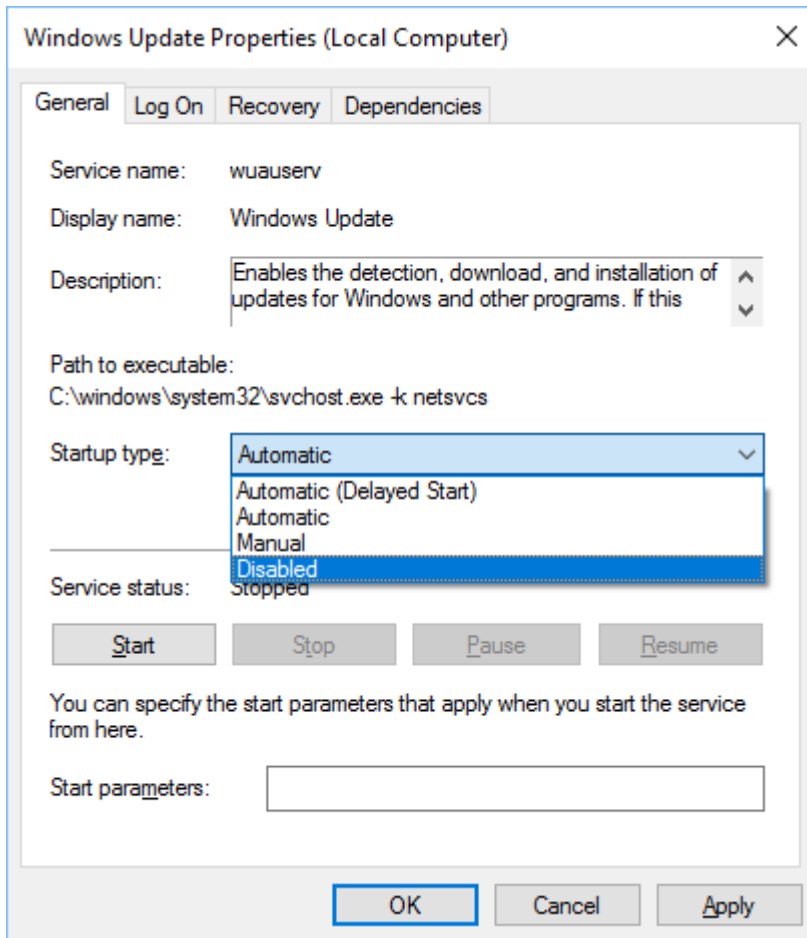 Windows Update Properties (Local Computer)
General Log On Recovery Dependencies
Service name: wuauserv
Display name: Windows Update
Description: Enables the detection, download, and installation of
updates for Windows and other programs. If this
Path to executable:
C:\windows\system32\svchost.exe -k netsvcs
Startup type: Automatic
Automatic (Delayed Start)
Automatic
Manual
Disabled
Service status: Stopped
Start Stop Pause Resume
You can specify the start parameters that apply when you start the service
from here.
Start parameters:
OK Cancel Apply